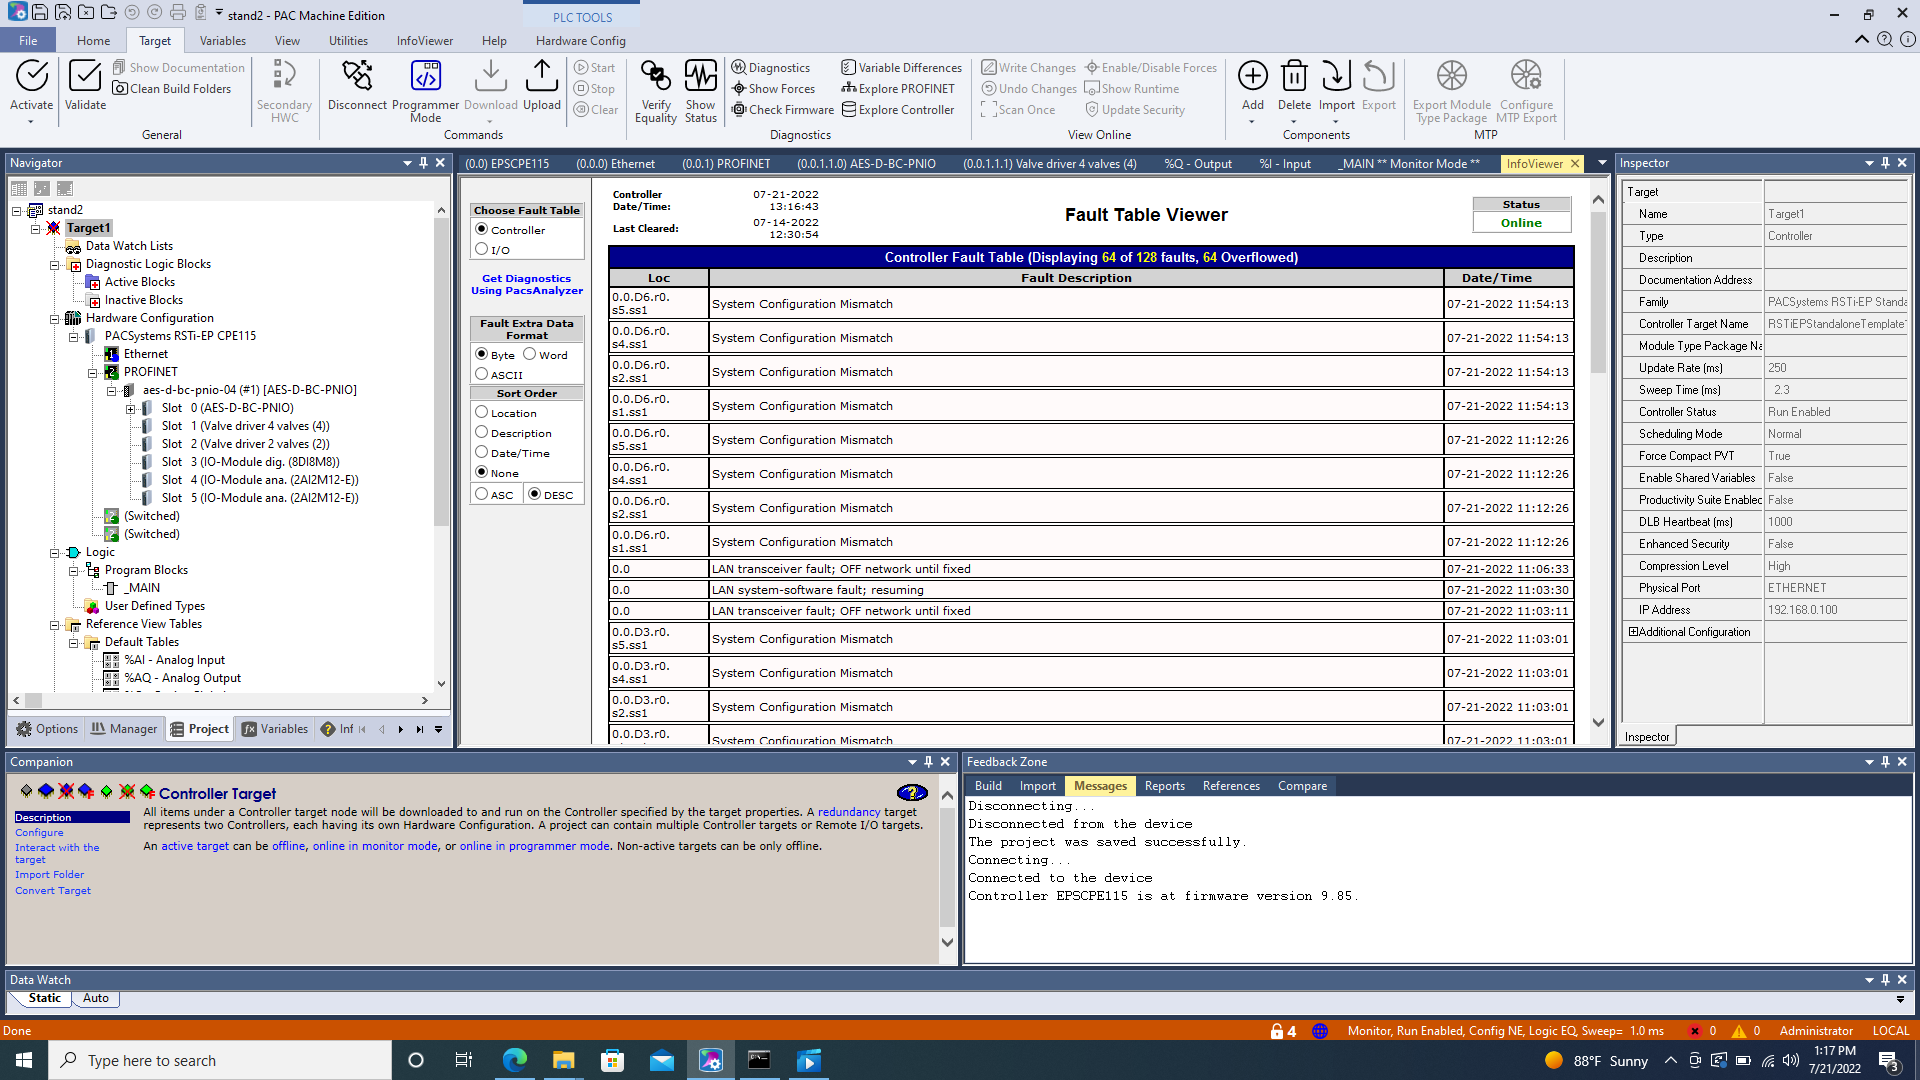 stand2 - PAC Machine Edition
PLC TOOLS
File Home Target Variables View Utilities InfoViewer Help Hardware Config
Activate
Validate
Show Documentation
Clean Build Folders
General
Secondary HWC
Disconnect
Programmer Mode
Download
Upload
Start
Stop
Clear
Commands
Verify Equality
Show Status
Diagnostics
Show Forces
Check Firmware
Variable Differences
Explore PROFINET
Explore Controller
Diagnostics
Write Changes
Undo Changes
Scan Once
Enable/Disable Forces
Show Runtime
Update Security
View Online
Add
Delete
Import
Export
Components
Export Module Type Package
Configure MTP Export
MTP
Navigator
stand2
Target1
Data Watch Lists
Diagnostic Logic Blocks
Active Blocks
Inactive Blocks
Hardware Configuration
PACSystems RSTi-EP CPE115
Ethernet
PROFINET
aes-d-bc-pnio-04 (#1) [AES-D-BC-PNIO]
Slot 0 (AES-D-BC-PNIO)
Slot 1 (Valve driver 4 valves (4))
Slot 2 (Valve driver 2 valves (2))
Slot 3 (IO-Module dig. (8DI8M8))
Slot 4 (IO-Module ana. (2AI2M12-E))
Slot 5 (IO-Module ana. (2AI2M12-E))
(Switched)
(Switched)
Logic
Program Blocks
_MAIN
User Defined Types
Reference View Tables
Default Tables
%AI - Analog Input
%AQ - Analog Output
Options Manager Project Variables Inf
(0.0) EPSCPE115 (0.0.0) Ethernet (0.0.1) PROFINET (0.0.1.1.0) AES-D-BC-PNIO (0.0.1.1.1) Valve driver 4 valves (4) %Q - Output %I - Input _MAIN ** Monitor Mode ** InfoViewer
Choose Fault Table
Controller
I/O
Get Diagnostics
Using PacsAnalyzer
Fault Extra Data
Format
Byte Word
ASCII
Sort Order
Location
Description
Date/Time
None
ASC DESC
Controller Date/Time: 07-21-2022 13:16:43
Last Cleared: 07-14-2022 12:30:54
Fault Table Viewer
Status
Online
Controller Fault Table (Displaying 64 of 128 faults, 64 Overflowed)
Loc Fault Description Date/Time
0.0.D6.r0.s5.ss1 System Configuration Mismatch 07-21-2022 11:54:13
0.0.D6.r0.s4.ss1 System Configuration Mismatch 07-21-2022 11:54:13
0.0.D6.r0.s2.ss1 System Configuration Mismatch 07-21-2022 11:54:13
0.0.D6.r0.s1.ss1 System Configuration Mismatch 07-21-2022 11:54:13
0.0.D6.r0.s5.ss1 System Configuration Mismatch 07-21-2022 11:12:26
0.0.D6.r0.s4.ss1 System Configuration Mismatch 07-21-2022 11:12:26
0.0.D6.r0.s2.ss1 System Configuration Mismatch 07-21-2022 11:12:26
0.0.D6.r0.s1.ss1 System Configuration Mismatch 07-21-2022 11:12:26
0.0 LAN transceiver fault; OFF network until fixed 07-21-2022 11:06:33
0.0 LAN system-software fault; resuming 07-21-2022 11:03:30
0.0 LAN transceiver fault; OFF network until fixed 07-21-2022 11:03:11
0.0.D3.r0.s5.ss1 System Configuration Mismatch 07-21-2022 11:03:01
0.0.D3.r0.s4.ss1 System Configuration Mismatch 07-21-2022 11:03:01
0.0.D3.r0.s2.ss1 System Configuration Mismatch 07-21-2022 11:03:01
0.0.D3.r0. System Configuration Mismatch 07-21-2022 11:03:01
Inspector
Target
Name Target1
Type Controller
Description
Documentation Address
Family PACSystems RSTi-EP Standa
Controller Target Name RSTiEPStandaloneTemplate
Module Type Package Na
Update Rate (ms) 250
Sweep Time (ms) 2.3
Controller Status Run Enabled
Scheduling Mode Normal
Force Compact PVT True
Enable Shared Variables False
Productivity Suite Enabled False
DLB Heartbeat (ms) 1000
Enhanced Security False
Compression Level High
Physical Port ETHERNET
IP Address 192.168.0.100
Additional Configuration
Inspector
Companion
Controller Target
Description
Configure
Interact with the
target
Import Folder
Convert Target
All items under a Controller target node will be downloaded to and run on the Controller specified by the target properties. A redundancy target
represents two Controllers, each having its own Hardware Configuration. A project can contain multiple Controller targets or Remote I/O targets.
An active target can be offline, online in monitor mode, or online in programmer mode. Non-active targets can be only offline.
Feedback Zone
Build Import Messages Reports References Compare
Disconnecting...
Disconnected from the device
The project was saved successfully.
Connecting...
Connected to the device
Controller EPSCPE115 is at firmware version 9.85.
Data Watch
Static Auto
Done
4 Monitor, Run Enabled, Config NE, Logic EQ, Sweep= 1.0 ms 0 0 Administrator LOCAL
Type here to search
88°F Sunny
1:17 PM
7/21/2022
3